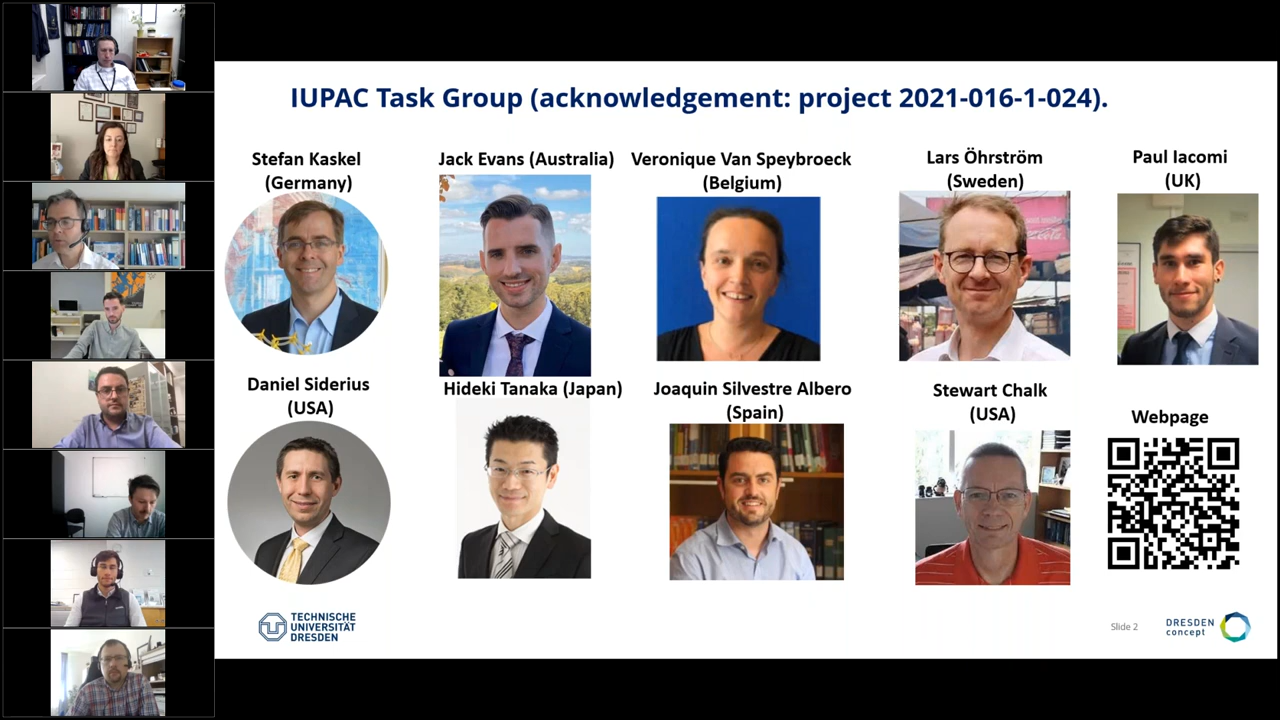 IUPAC Task Group (acknowledgement: project 2021-016-1-024).
Stefan Kaskel
(Germany)
Jack Evans (Australia)
Veronique Van Speybroeck
(Belgium)
Lars Öhrström
(Sweden)
Paul Iacomi
(UK)
Daniel Siderius
(USA)
Hideki Tanaka (Japan)
Joaquin Silvestre Albero
(Spain)
Stewart Chalk
(USA)
Webpage
TECHNISCHE
UNIVERSITÄT
DRESDEN
Slide 2
DRESDEN
concept